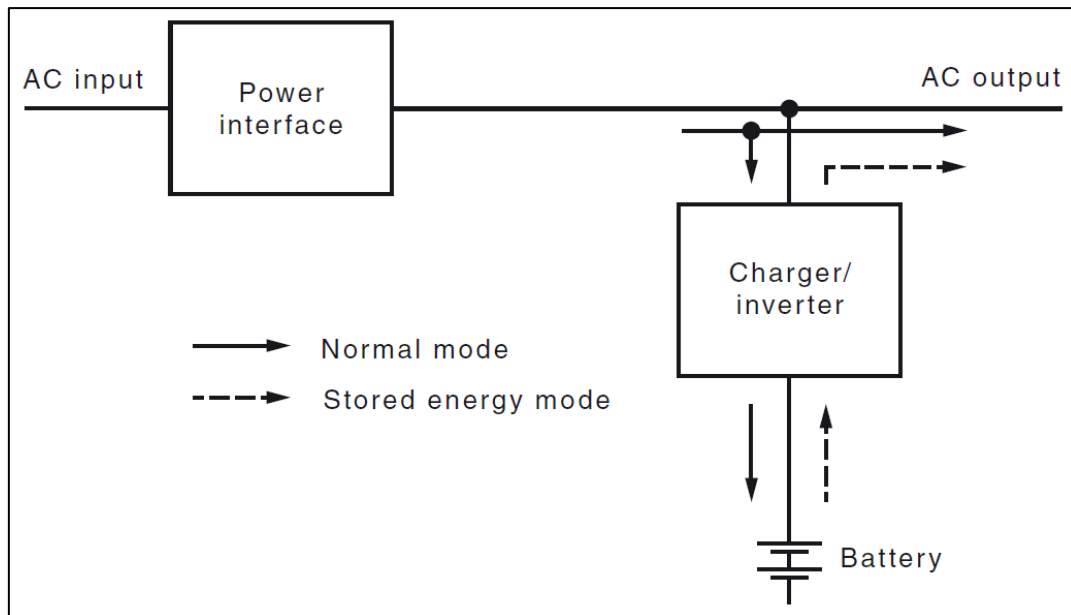 AC input
Power
interface
AC output
Charger/
inverter
Normal mode
Stored energy mode
Battery